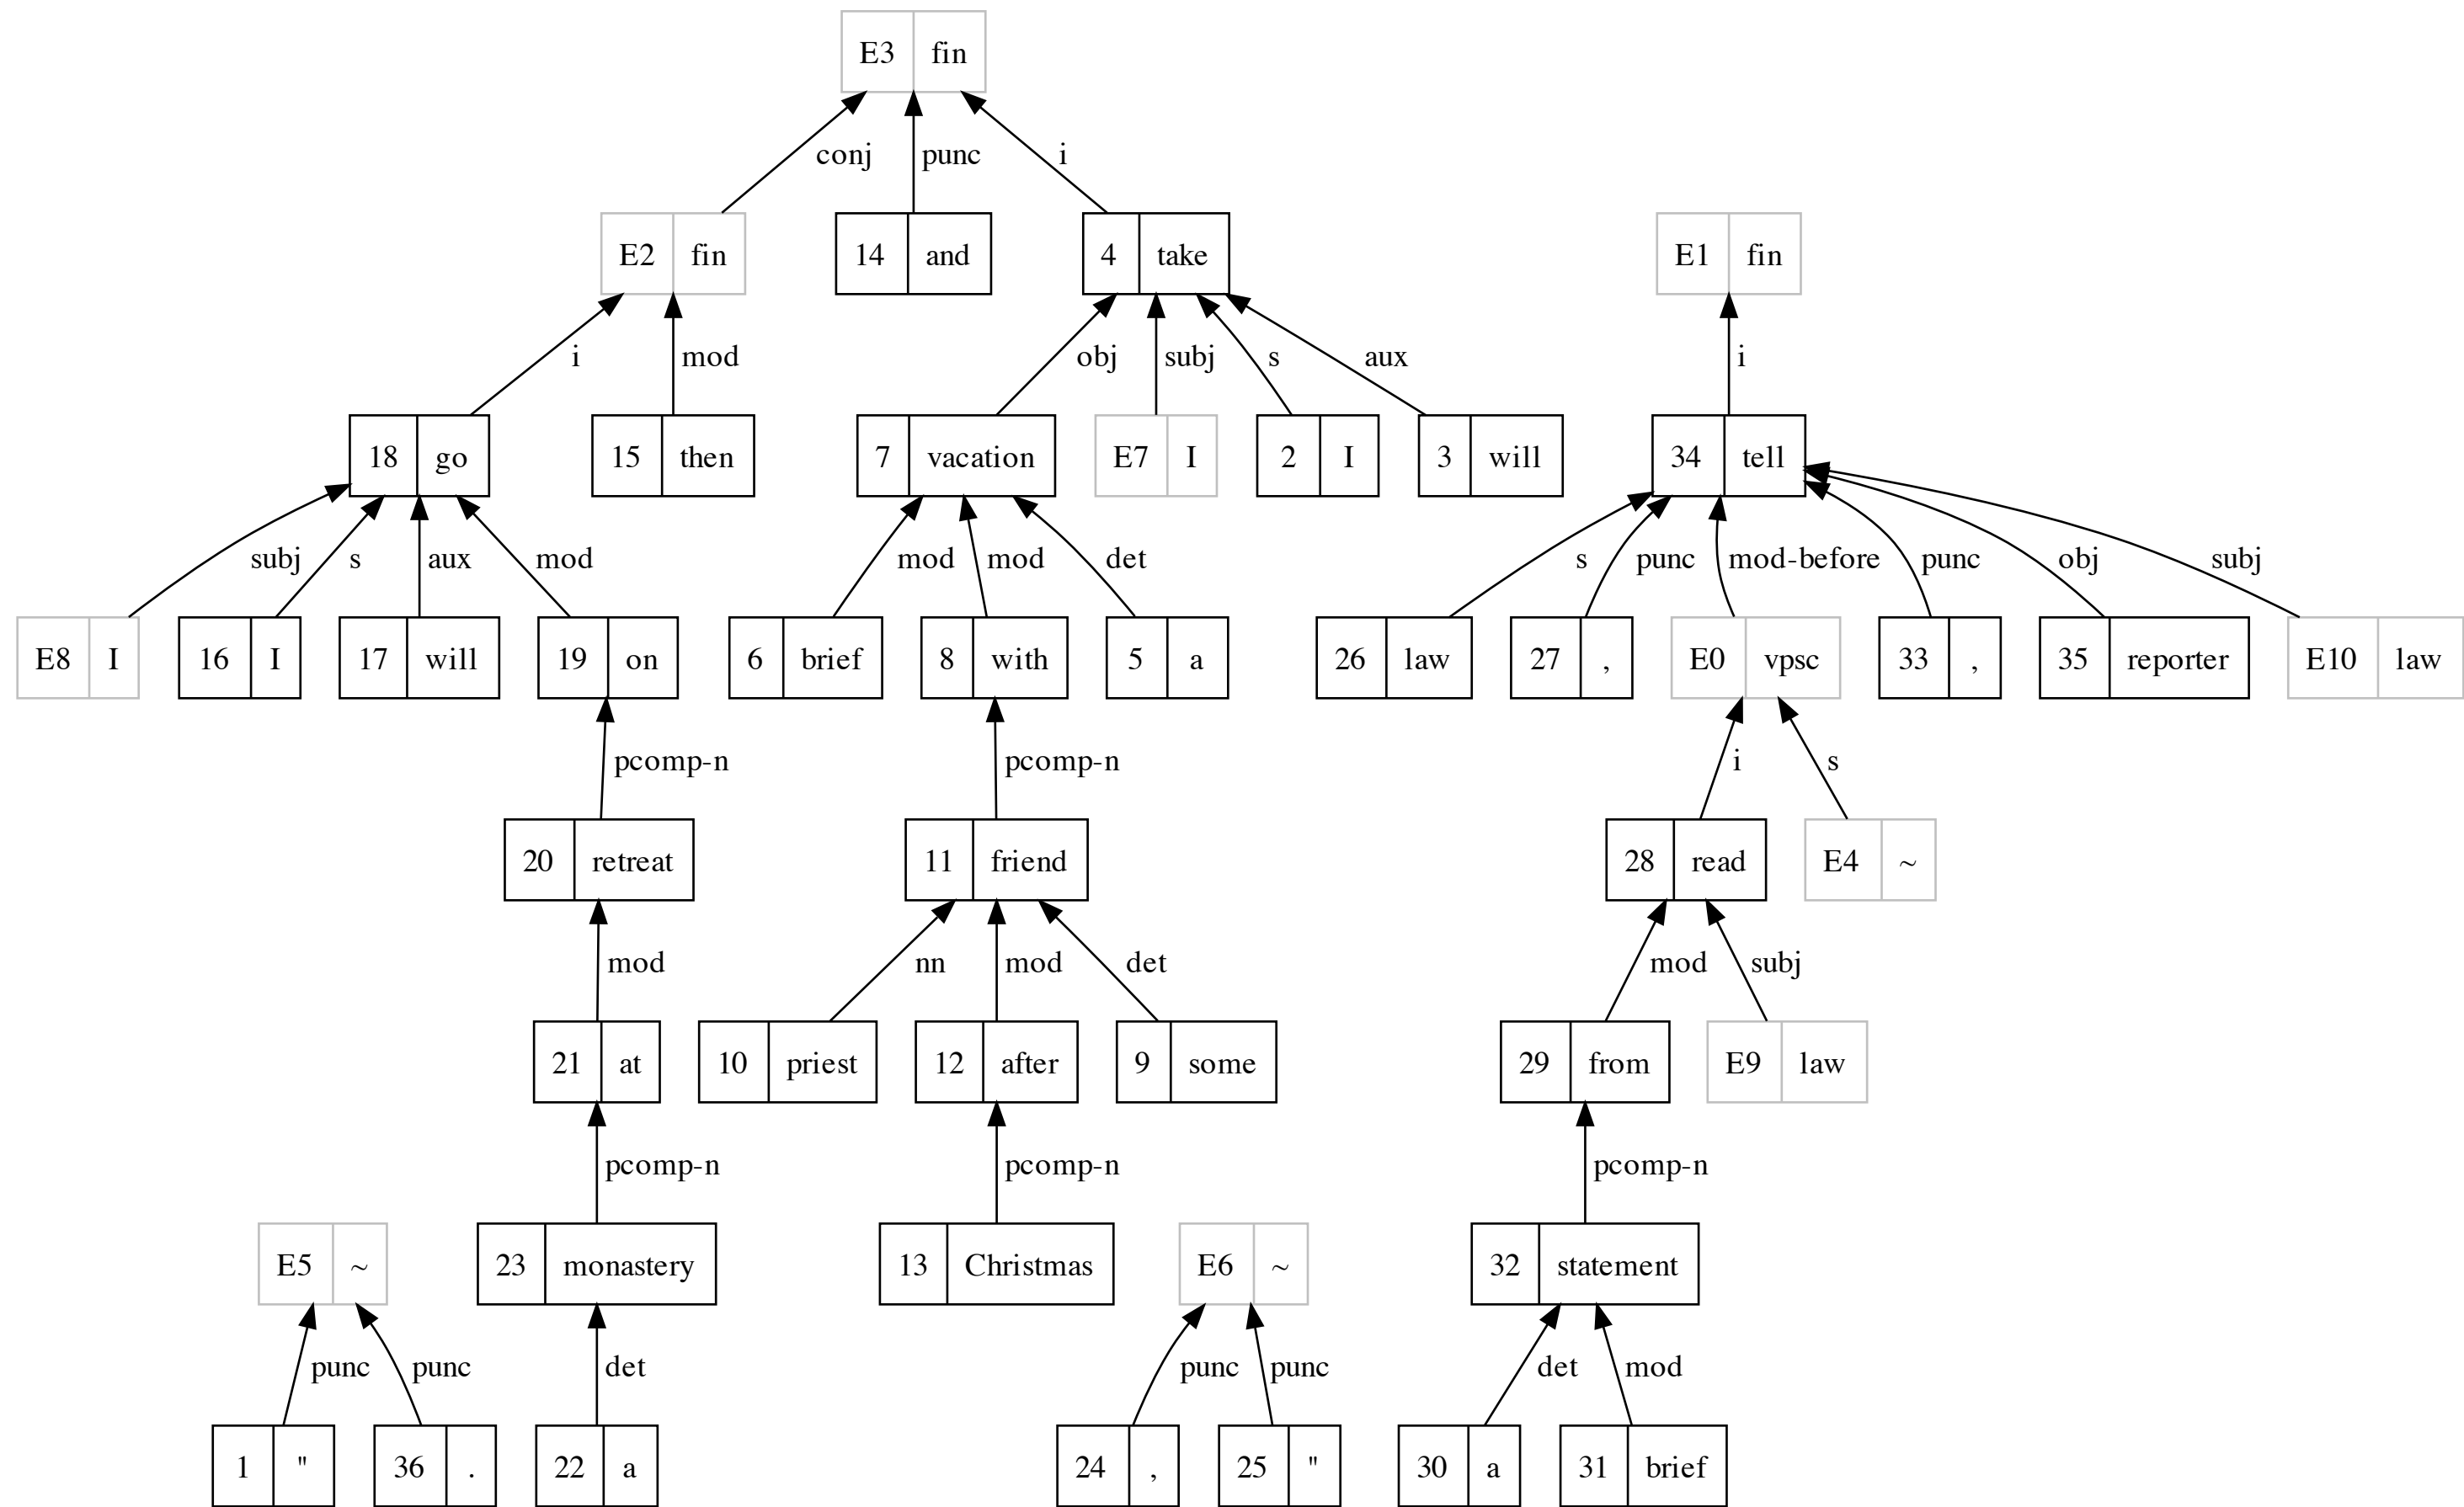 E3 fin
conj punc i
E2 fin 14 and 4 take E1 fin
i mod obj subj s aux i
18 go 15 then 7 vacation E7 I 2 I 3 will 34 tell
subj s aux mod mod mod det s punc mod-before punc obj subj
E8 I 16 I 17 will 19 on 6 brief 8 with 5 a 26 law 27 , E0 vpsc 33 , 35 reporter E10 law
pcomp-n pcomp-n i s
20 retreat 11 friend 28 read E4 ~
mod nn mod det mod subj
21 at 10 priest 12 after 9 some 29 from E9 law
pcomp-n pcomp-n pcomp-n
E5 ~ 23 monastery 13 Christmas E6 ~ 32 statement
punc punc det punc punc det mod
1 " 36 . 22 a 24 , 25 " 30 a 31 brief